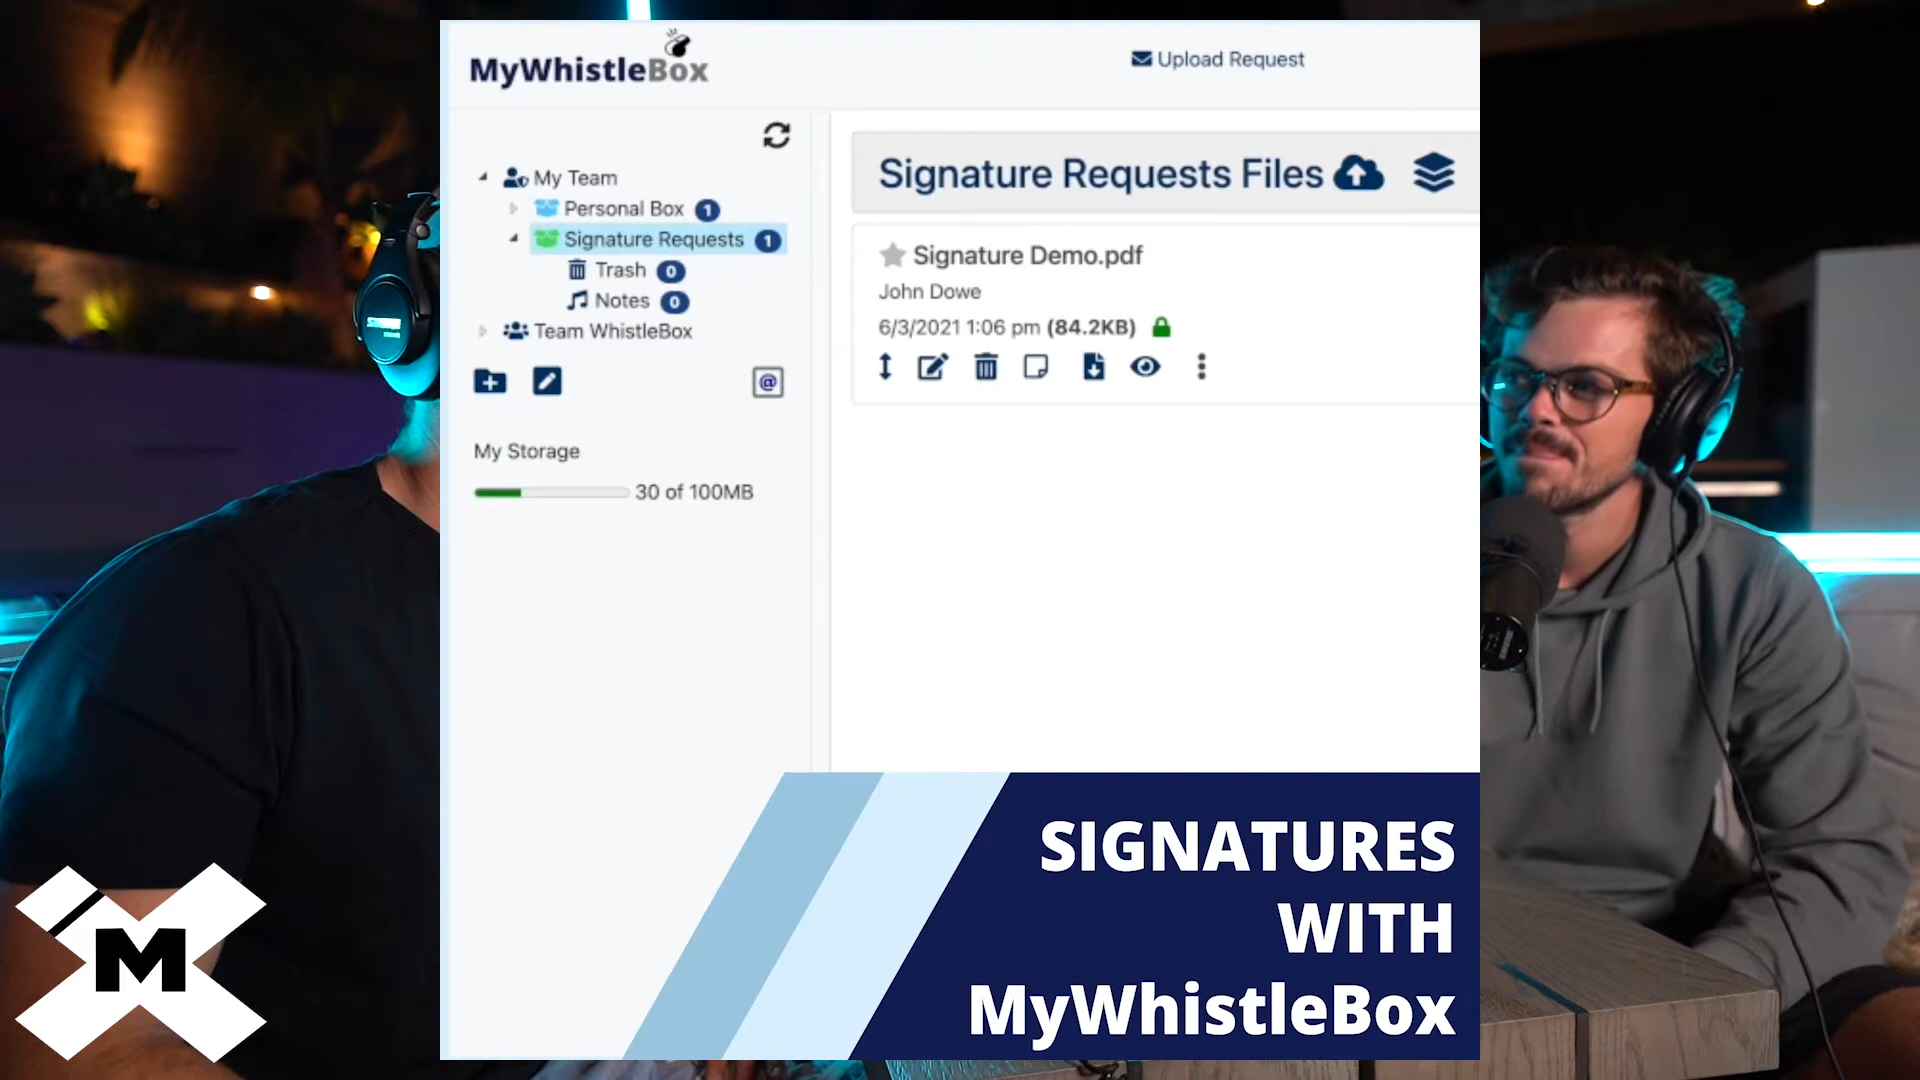 MyWhistleBox
Upload Request
My Team
Personal Box 1
Signature Requests 1
Trash 0
Notes 0
Team WhistleBox
@
My Storage
30 of 100MB
Signature Requests Files
Signature Demo.pdf
John Dowe
6/3/2021 1:06 pm (84.2KB)
SIGNATURES
WITH
MyWhistleBox
M